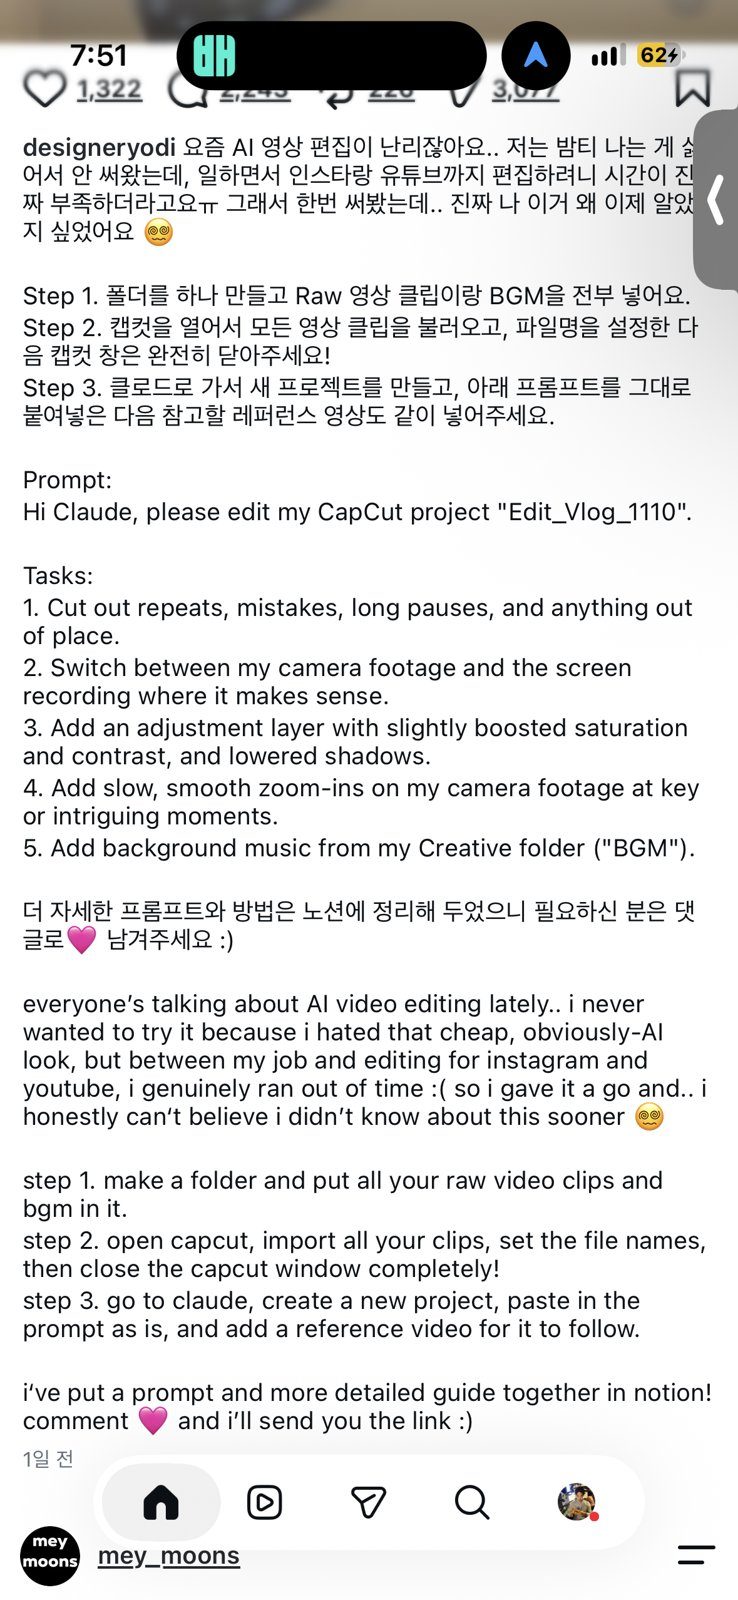 7:51
62
1,322
2,243
226
3,077
designeryodi 요즘 AI 영상 편집이 난리잖아요.. 저는 밤티 나는 게 싫
어서 안 써왔는데, 일하면서 인스타랑 유튜브까지 편집하려니 시간이 진
짜 부족하더라고요ㅠ 그래서 한번 써봤는데.. 진짜 나 이거 왜 이제 알았
지 싶었어요 😵‍💫
Step 1. 폴더를 하나 만들고 Raw 영상 클립이랑 BGM을 전부 넣어요.
Step 2. 캡컷을 열어서 모든 영상 클립을 불러오고, 파일명을 설정한 다
음 캡컷 창은 완전히 닫아주세요!
Step 3. 클로드로 가서 새 프로젝트를 만들고, 아래 프롬프트를 그대로
붙여넣은 다음 참고할 레퍼런스 영상도 같이 넣어주세요.
Prompt:
Hi Claude, please edit my CapCut project "Edit_Vlog_1110".
Tasks:
1. Cut out repeats, mistakes, long pauses, and anything out
of place.
2. Switch between my camera footage and the screen
recording where it makes sense.
3. Add an adjustment layer with slightly boosted saturation
and contrast, and lowered shadows.
4. Add slow, smooth zoom-ins on my camera footage at key
or intriguing moments.
5. Add background music from my Creative folder ("BGM").
더 자세한 프롬프트와 방법은 노션에 정리해 두었으니 필요하신 분은 댓
글로💗 남겨주세요 :)
everyone’s talking about AI video editing lately.. i never
wanted to try it because i hated that cheap, obviously-AI
look, but between my job and editing for instagram and
youtube, i genuinely ran out of time :( so i gave it a go and.. i
honestly can‘t believe i didn’t know about this sooner 😵‍💫
step 1. make a folder and put all your raw video clips and
bgm in it.
step 2. open capcut, import all your clips, set the file names,
then close the capcut window completely!
step 3. go to claude, create a new project, paste in the
prompt as is, and add a reference video for it to follow.
i‘ve put a prompt and more detailed guide together in notion!
comment 💗 and i’ll send you the link :)
1일 전
mey
moons
mey_moons